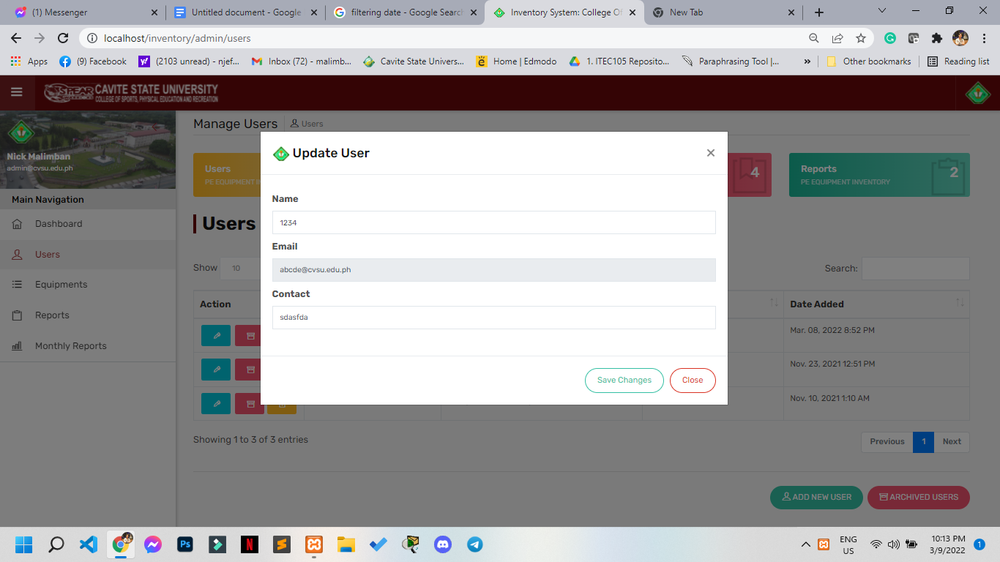 (1) Messenger
Untitled document - Google
filtering date - Google Search
Inventory System: College Of
New Tab
localhost/inventory/admin/users
Apps
(9) Facebook
(2103 unread) - njef...
Inbox (72) - malimb...
Cavite State Univers...
Home | Edmodo
1. ITEC105 Reposito...
Paraphrasing Tool |...
»
Other bookmarks
Reading list
SPEAR
CAVITE STATE UNIVERSITY
COLLEGE OF SPORTS, PHYSICAL EDUCATION AND RECREATION
Nick Malimban
admin@cvsu.edu.ph
Main Navigation
Dashboard
Users
Equipments
Reports
Monthly Reports
Manage Users
Users
Users
PE EQUIPMENT
4
Reports
PE EQUIPMENT INVENTORY
2
Users
Show 10
Search:
Action
Date Added
Mar. 08, 2022 8:52 PM
Nov. 23, 2021 12:51 PM
Nov. 10, 2021 1:10 AM
Showing 1 to 3 of 3 entries
Previous 1 Next
ADD NEW USER
ARCHIVED USERS
Update User
×
Name
1234
Email
abcde@cvsu.edu.ph
Contact
sdasfda
Save Changes
Close
Ps
N
ENG
US
10:13 PM
3/9/2022
1